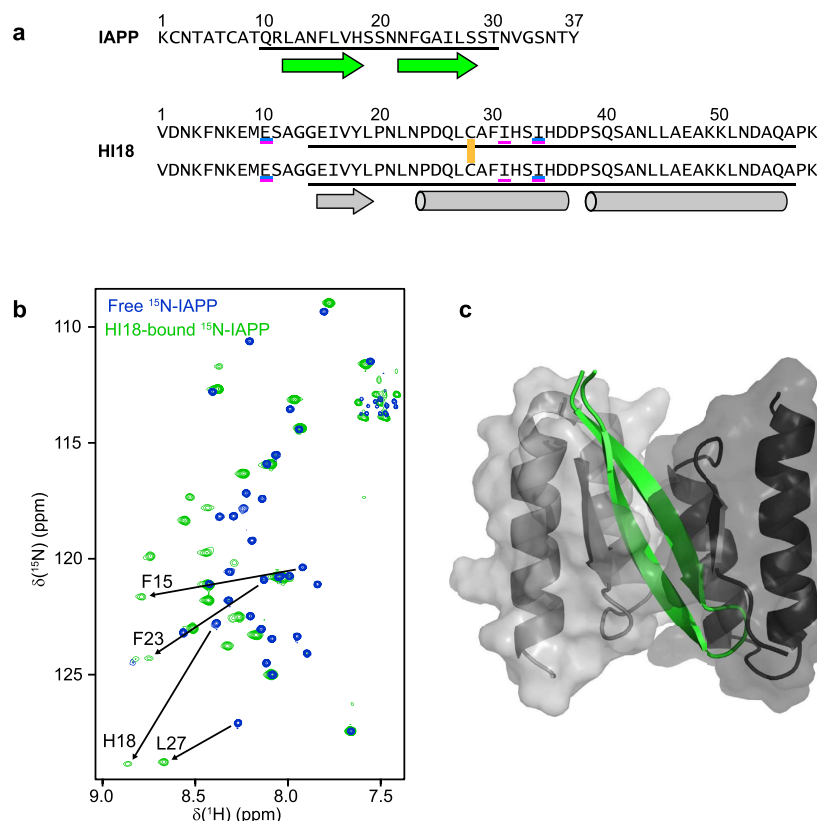 a
1 10 20 30 37
IAPP KCNTATCATQRLANFLVHSSNNFGAILSSTNVGSNTY
1 10 20 30 40 50
VDNKFNKEMESAGGEIVYLPNLNPDQLCAFIHSIHDDPSQSANLLAEAKKLNDAQAPK
HI18
VDNKFNKEMESAGGEIVYLPNLNPDQLCAFIHSIHDDPSQSANLLAEAKKLNDAQAPK
b
Free ¹⁵N-IAPP
HI18-bound ¹⁵N-IAPP
110
115
120
125
δ(¹⁵N) (ppm)
F15
F23
H18 L27
9.0 8.5 8.0 7.5
δ(¹H) (ppm)
c